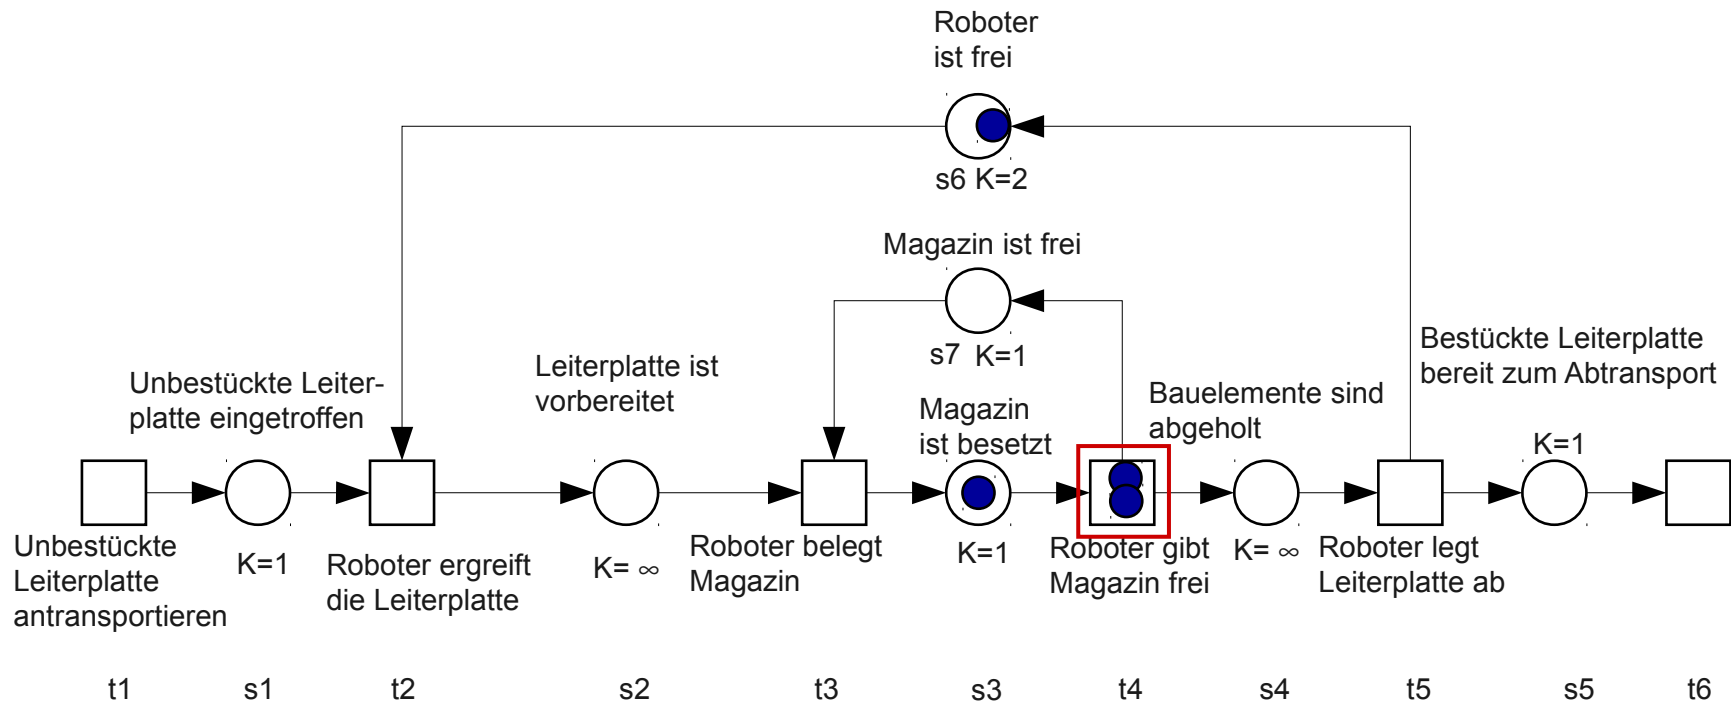 Roboter
ist frei
s6 K=2
Magazin ist frei
s7 K=1
Unbestückte Leiter-
platte eingetroffen
Leiterplatte ist
vorbereitet
Magazin
ist besetzt
Bauelemente sind
abgeholt
Bestückte Leiterplatte
bereit zum Abtransport
K=1
Unbestückte
Leiterplatte
antransportieren
K=1
Roboter ergreift
die Leiterplatte
K= ∞
Roboter belegt
Magazin
K=1
Roboter gibt
Magazin frei
K= ∞
Roboter legt
Leiterplatte ab
t1 s1 t2 s2 t3 s3 t4 s4 t5 s5 t6